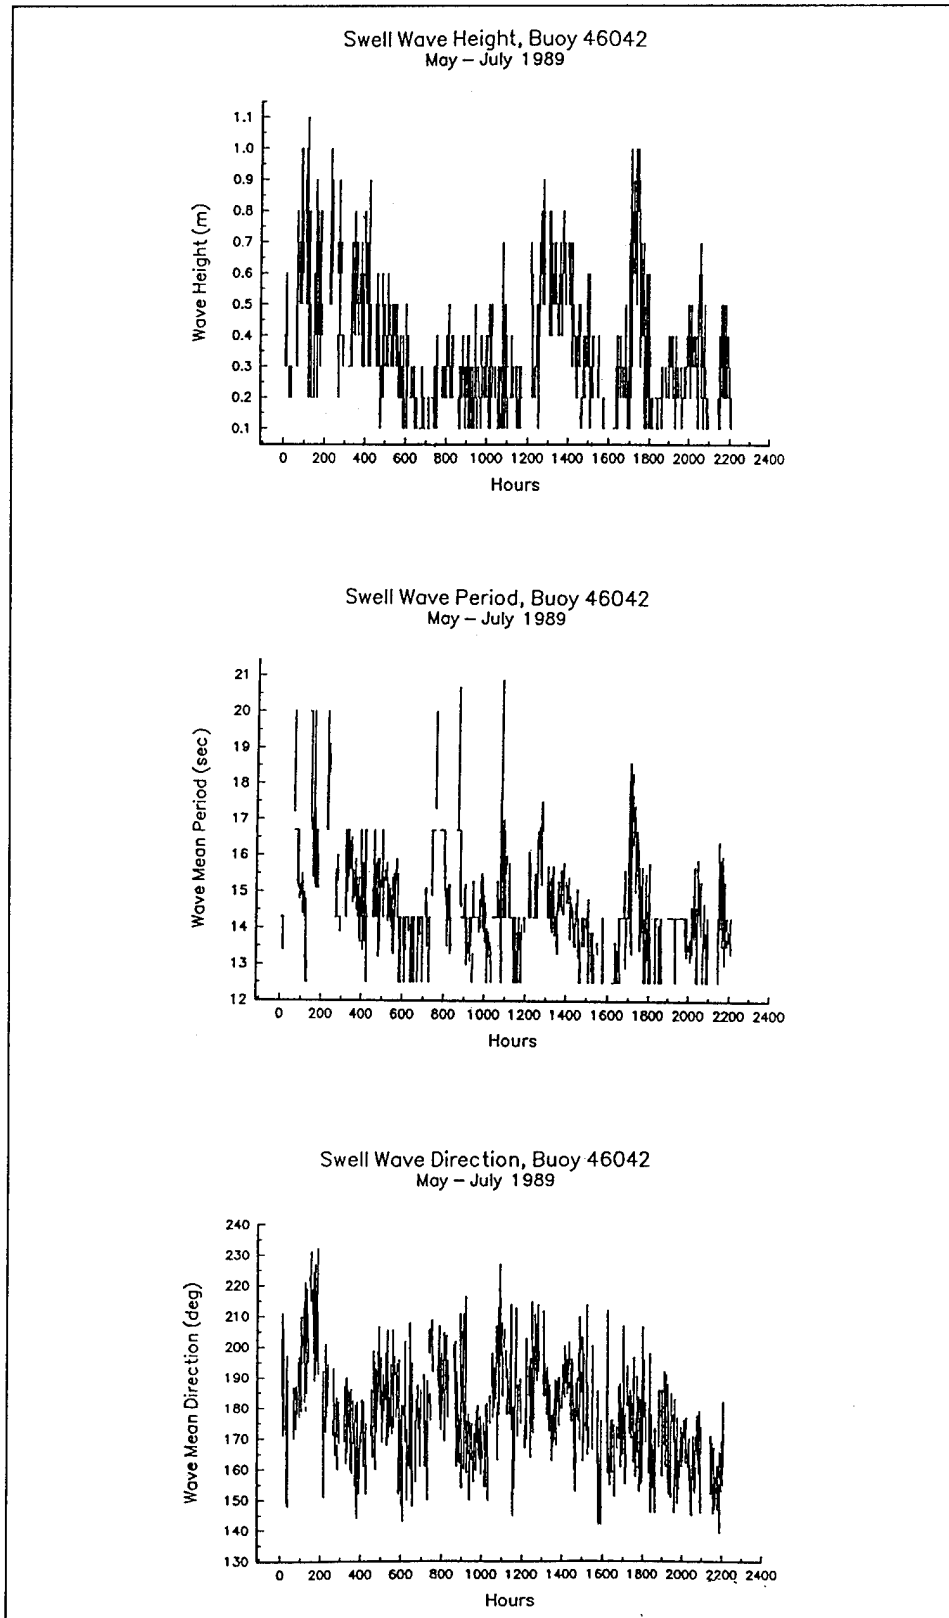 Swell Wave Height, Buoy 46042
May – July 1989
1.1
1.0
0.9
0.8
0.7
0.6
0.5
0.4
0.3
0.2
0.1
Wave Height (m)
0 200 400 600 800 1000 1200 1400 1600 1800 2000 2200 2400
Hours
Swell Wave Period, Buoy 46042
May – July 1989
21
20
19
18
17
16
15
14
13
12
Wave Mean Period (sec)
0 200 400 600 800 1000 1200 1400 1600 1800 2000 2200 2400
Hours
Swell Wave Direction, Buoy 46042
May – July 1989
240
230
220
210
200
190
180
170
160
150
140
130
Wave Mean Direction (deg)
0 200 400 600 800 1000 1200 1400 1600 1800 2000 2200 2400
Hours